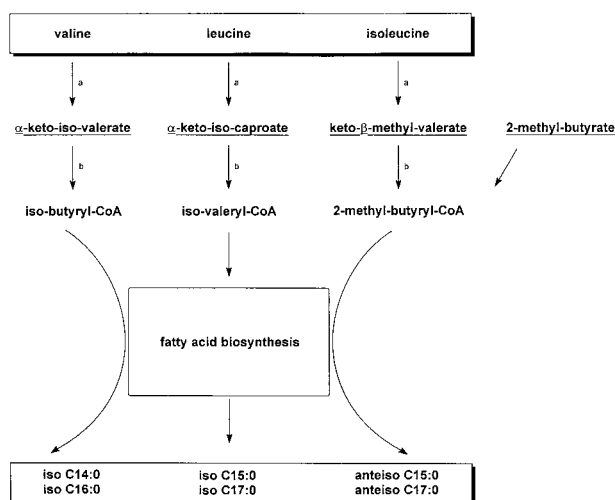 valine leucine isoleucine
a a a
α-keto-iso-valerate α-keto-iso-caproate keto-β-methyl-valerate 2-methyl-butyrate
b b b
iso-butyryl-CoA iso-valeryl-CoA 2-methyl-butyryl-CoA
fatty acid biosynthesis
iso C14:0 iso C15:0 anteiso C15:0
iso C16:0 iso C17:0 anteiso C17:0